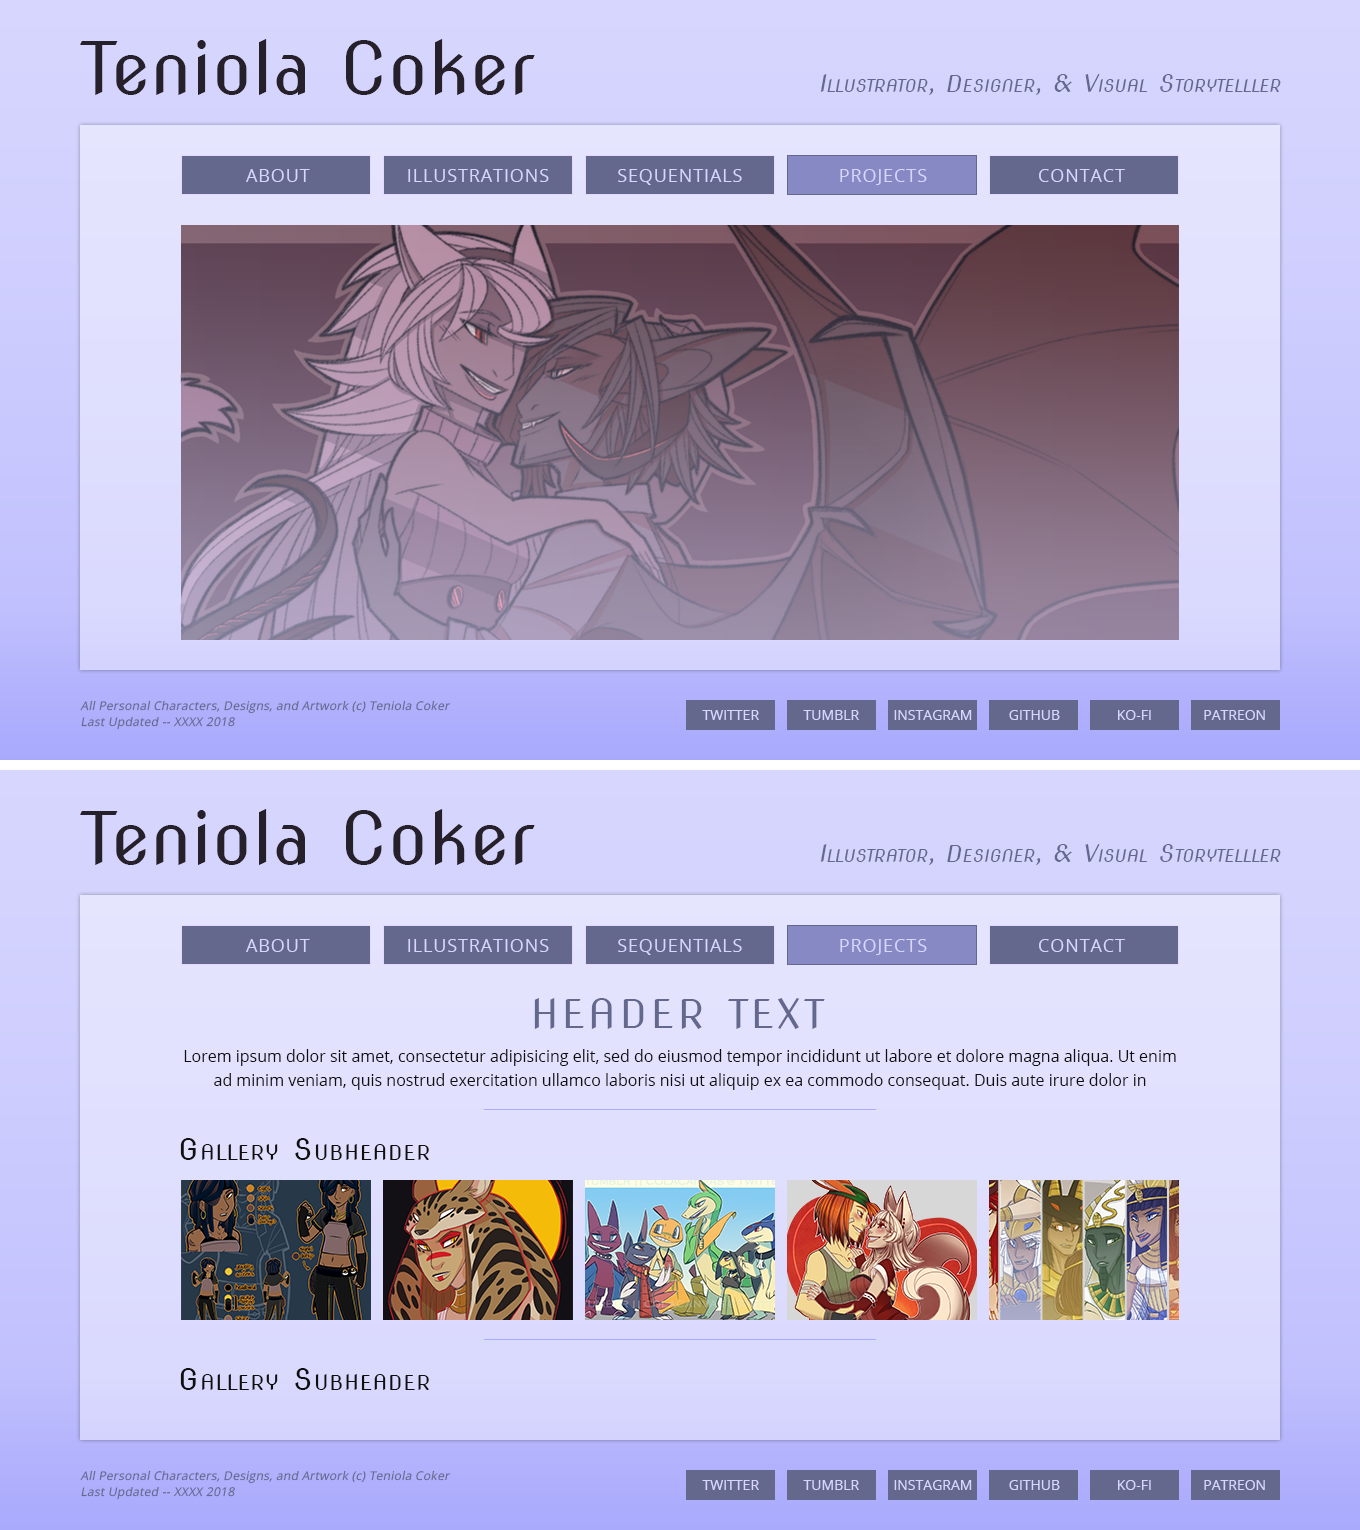 Teniola Coker
Illustrator, Designer, & Visual Storytelller
ABOUT ILLUSTRATIONS SEQUENTIALS PROJECTS CONTACT
All Personal Characters, Designs, and Artwork (c) Teniola Coker
Last Updated -- XXXX 2018
TWITTER TUMBLR INSTAGRAM GITHUB KO-FI PATREON
Teniola Coker
Illustrator, Designer, & Visual Storytelller
ABOUT ILLUSTRATIONS SEQUENTIALS PROJECTS CONTACT
HEADER TEXT
Lorem ipsum dolor sit amet, consectetur adipisicing elit, sed do eiusmod tempor incididunt ut labore et dolore magna aliqua. Ut enim
ad minim veniam, quis nostrud exercitation ullamco laboris nisi ut aliquip ex ea commodo consequat. Duis aute irure dolor in
Gallery Subheader
Gallery Subheader
All Personal Characters, Designs, and Artwork (c) Teniola Coker
Last Updated -- XXXX 2018
TWITTER TUMBLR INSTAGRAM GITHUB KO-FI PATREON